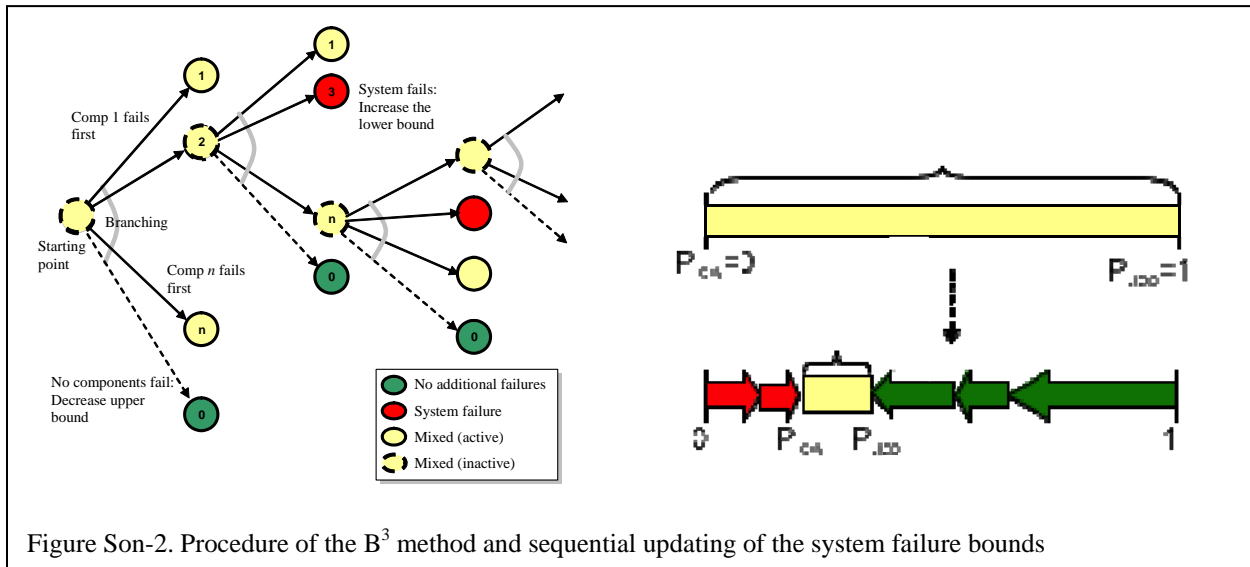 1
1
3
System fails:
Increase the
lower bound
Comp 1 fails
first
2
Branching
Starting
point
n
Comp n fails
first
0
n
0
No components fail:
Decrease upper
bound
0
No additional failures
System failure
Mixed (active)
Mixed (inactive)
=1
0
1
Figure Son-2. Procedure of the B³ method and sequential updating of the system failure bounds